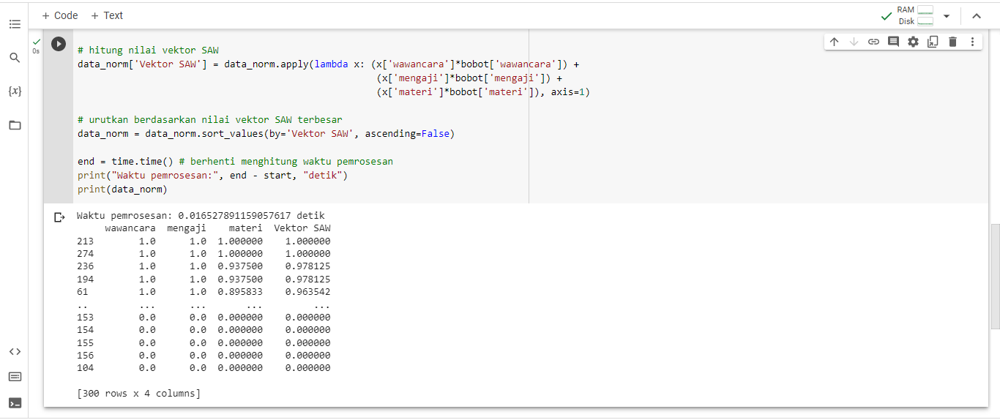 + Code + Text
RAM
Disk
{x}
0s
# hitung nilai vektor SAW
data_norm['Vektor SAW'] = data_norm.apply(lambda x: (x['wawancara']*bobot['wawancara']) +
(x['mengaji']*bobot['mengaji']) +
(x['materi']*bobot['materi']), axis=1)
# urutkan berdasarkan nilai vektor SAW terbesar
data_norm = data_norm.sort_values(by='Vektor SAW', ascending=False)
end = time.time() # berhenti menghitung waktu pemrosesan
print("Waktu pemrosesan:", end - start, "detik")
print(data_norm)
Waktu pemrosesan: 0.016527891159057617 detik
wawancara mengaji materi Vektor SAW
213 1.0 1.0 1.000000 1.000000
274 1.0 1.0 1.000000 1.000000
236 1.0 1.0 0.937500 0.978125
194 1.0 1.0 0.937500 0.978125
61 1.0 1.0 0.895833 0.963542
.. ... ... ... ...
153 0.0 0.0 0.000000 0.000000
154 0.0 0.0 0.000000 0.000000
155 0.0 0.0 0.000000 0.000000
156 0.0 0.0 0.000000 0.000000
104 0.0 0.0 0.000000 0.000000
[300 rows x 4 columns]